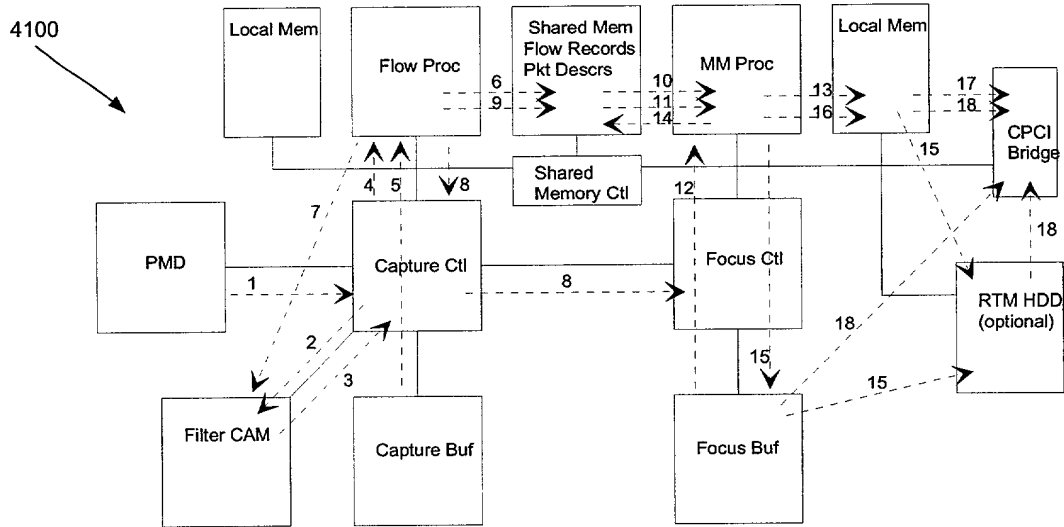 4100
Local Mem
Flow Proc
Shared Mem
Flow Records
Pkt Descrs
MM Proc
Local Mem
6
9
10
11
14
13
16
17
18
CPCI
Bridge
15
Shared
Memory Ctl
4
5
8
12
7
18
PMD
Capture Ctl
Focus Ctl
RTM HDD
(optional)
1
8
18
2
3
15
15
Filter CAM
Capture Buf
Focus Buf